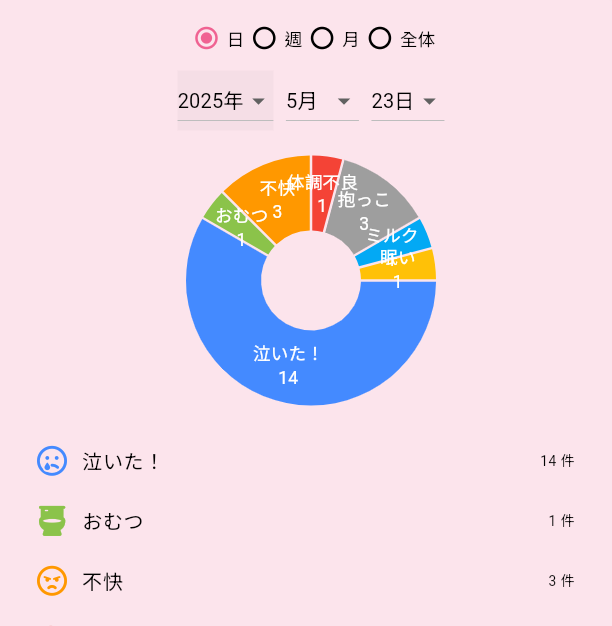 日 週 月 全体
2025年 5月 23日
体調不良
1
不快
3
抱っこ
3
おむつ
1
ミルク
眠い
1
泣いた！
14
泣いた！ 14 件
おむつ 1 件
不快 3 件